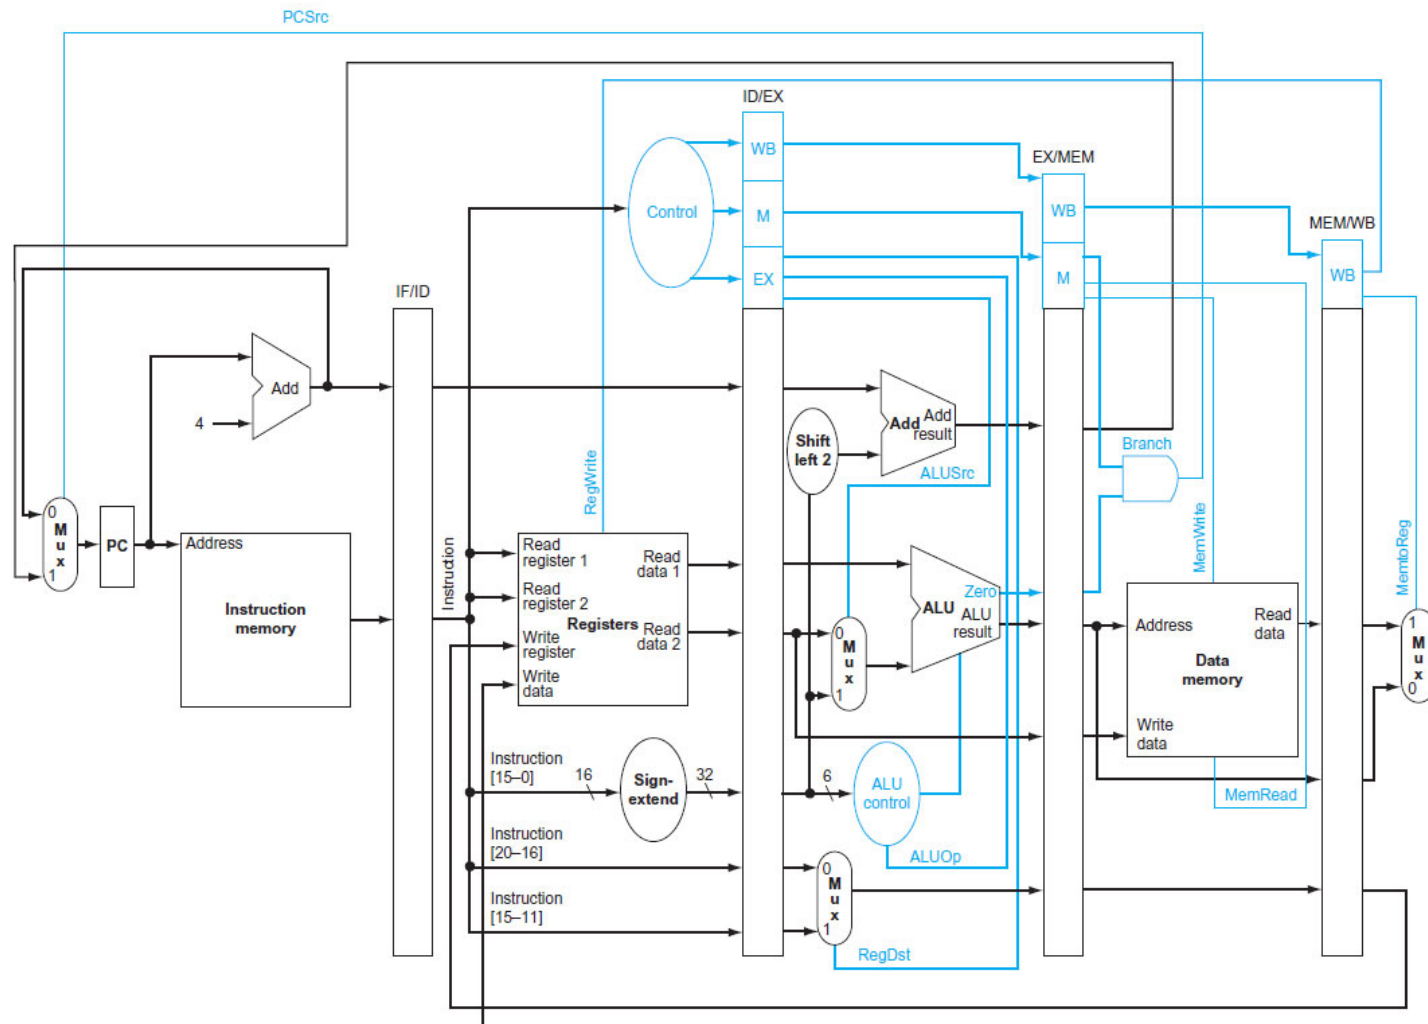 PCSrc
ID/EX
WB
EX/MEM
Control
M
WB
MEM/WB
EX
M
WB
IF/ID
Add
4
Shift
left 2
Add
Add
result
Branch
ALUSrc
RegWrite
0
M
u
x
1
PC
Address
Instruction
memory
Instruction
Read
register 1
Read
register 2
Write
register
Write
data
Registers
Read
data 1
Read
data 2
0
M
u
x
1
Zero
ALU
ALU
result
MemWrite
Address
Read
data
Data
memory
Write
data
MemtoReg
1
M
u
x
0
Instruction
[15–0]
16
Sign-
extend
32
6
ALU
control
MemRead
Instruction
[20–16]
ALUOp
0
M
u
x
1
Instruction
[15–11]
RegDst